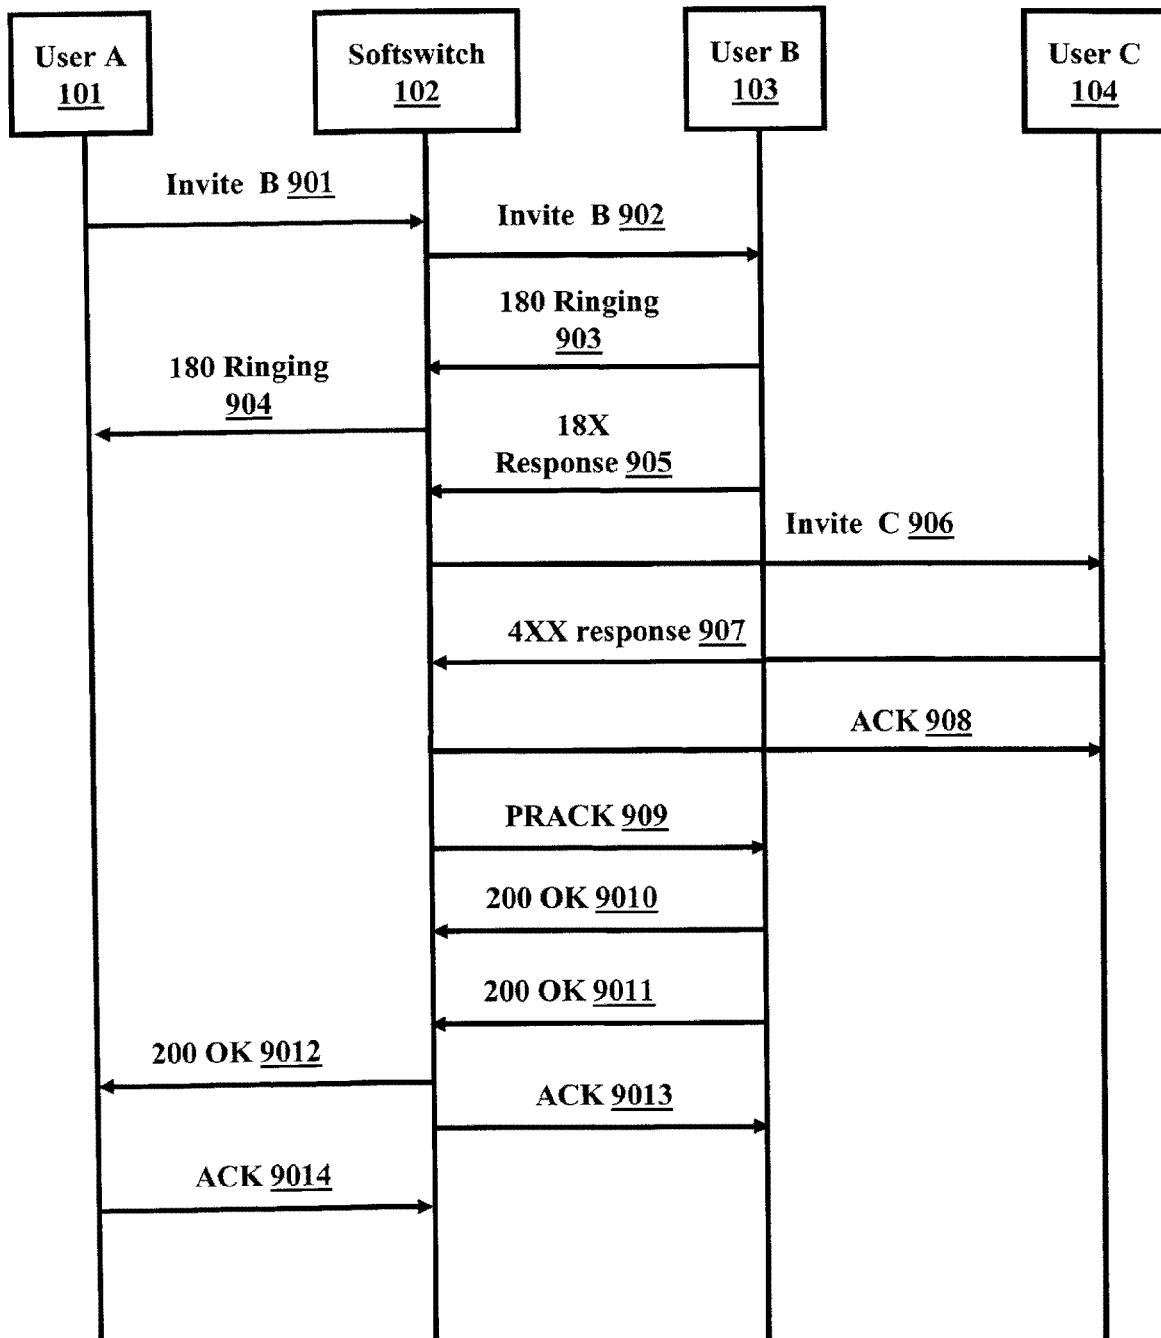 User A
101
Softswitch
102
User B
103
User C
104
Invite B 901
Invite B 902
180 Ringing
903
180 Ringing
904
18X
Response 905
Invite C 906
4XX response 907
ACK 908
PRACK 909
200 OK 9010
200 OK 9011
200 OK 9012
ACK 9013
ACK 9014